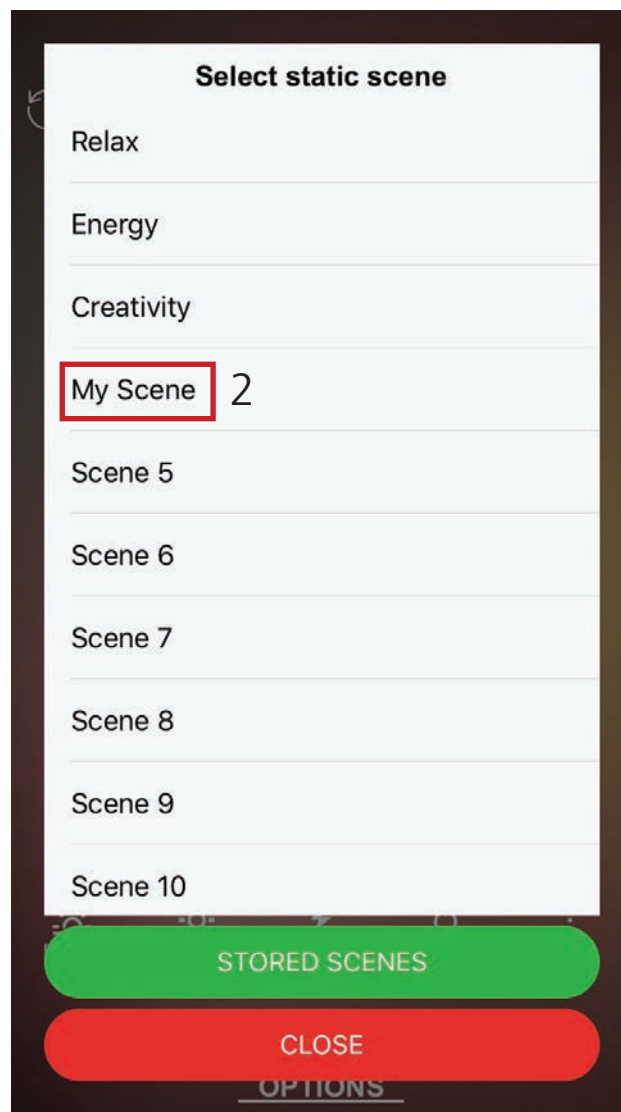 Select static scene
Relax
Energy
Creativity
My Scene 2
Scene 5
Scene 6
Scene 7
Scene 8
Scene 9
Scene 10
STORED SCENES
CLOSE
OPTIONS